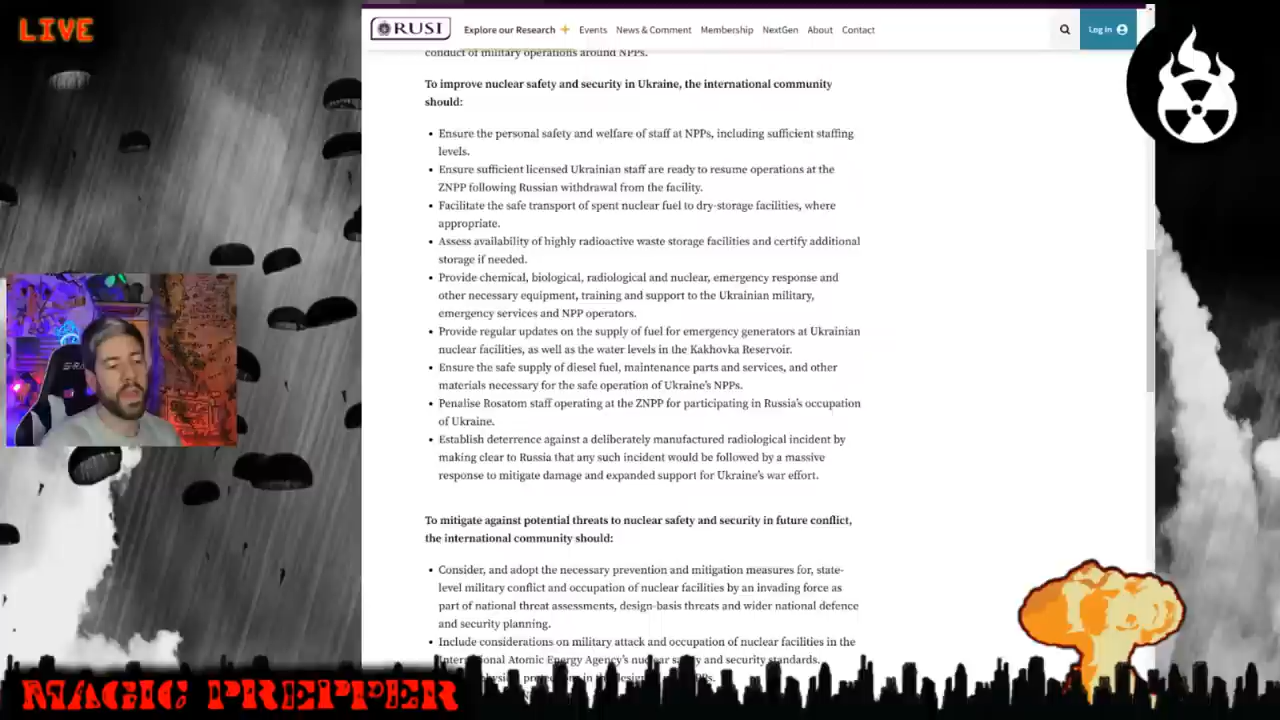 LIVE
RUSI
Explore our Research
Events
News & Comment
Membership
NextGen
About
Contact
Log in
conduct of military operations around NPPs.
To improve nuclear safety and security in Ukraine, the international community
should:
• Ensure the personal safety and welfare of staff at NPPs, including sufficient staffing
levels.
• Ensure sufficient licensed Ukrainian staff are ready to resume operations at the
ZNPP following Russian withdrawal from the facility.
• Facilitate the safe transport of spent nuclear fuel to dry-storage facilities, where
appropriate.
• Assess availability of highly radioactive waste storage facilities and certify additional
storage if needed.
• Provide chemical, biological, radiological and nuclear, emergency response and
other necessary equipment, training and support to the Ukrainian military,
emergency services and NPP operators.
• Provide regular updates on the supply of fuel for emergency generators at Ukrainian
nuclear facilities, as well as the water levels in the Kakhovka Reservoir.
• Ensure the safe supply of diesel fuel, maintenance parts and services, and other
materials necessary for the safe operation of Ukraine's NPPs.
• Penalise Rosatom staff operating at the ZNPP for participating in Russia's occupation
of Ukraine.
• Establish deterrence against a deliberately manufactured radiological incident by
making clear to Russia that any such incident would be followed by a massive
response to mitigate damage and expanded support for Ukraine's war effort.
To mitigate against potential threats to nuclear safety and security in future conflict,
the international community should:
• Consider, and adopt the necessary prevention and mitigation measures for, state-
level military conflict and occupation of nuclear facilities by an invading force as
part of national threat assessments, design-basis threats and wider national defence
and security planning.
• Include considerations on military attack and occupation of nuclear facilities in the
International Atomic Energy Agency's nuclear safety and security standards.
MAGIC PREPPER